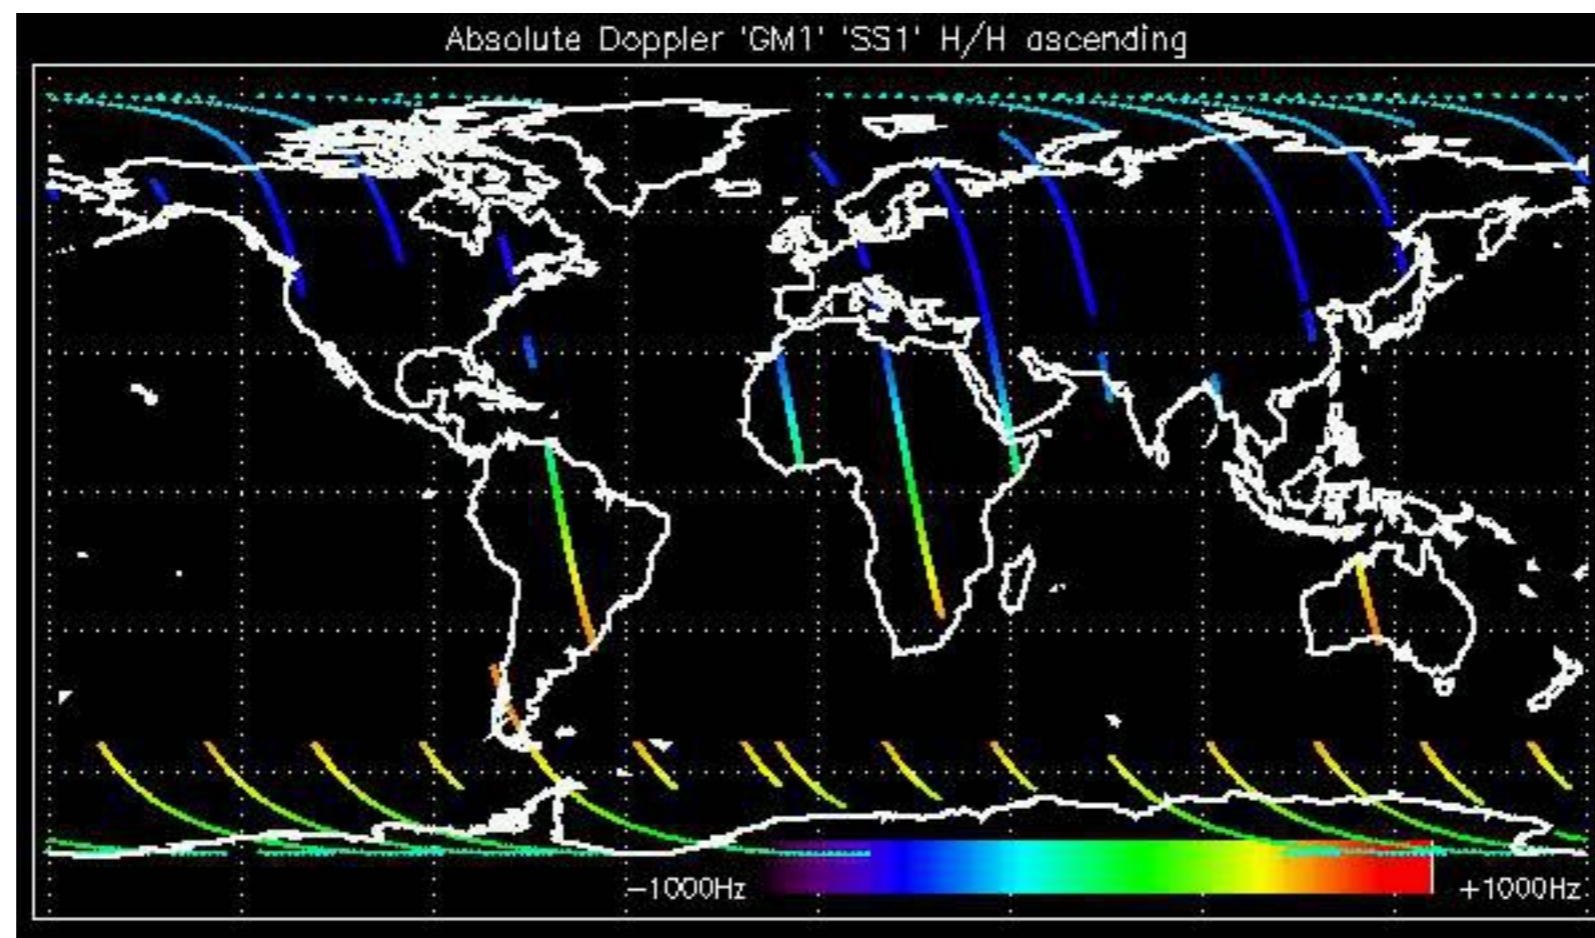 Absolute Doppler 'GM1' 'SS1' H/H ascending
-1000Hz
+1000Hz